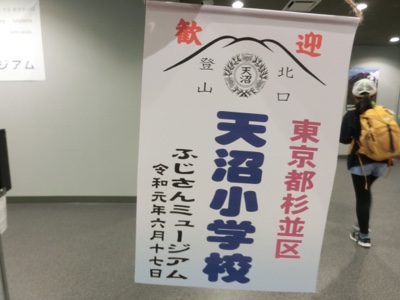 ジアム
歓迎
北口
登山
天沼
東京都杉並区
天沼小学校
ふじさんミュージアム
令和元年六月十七日